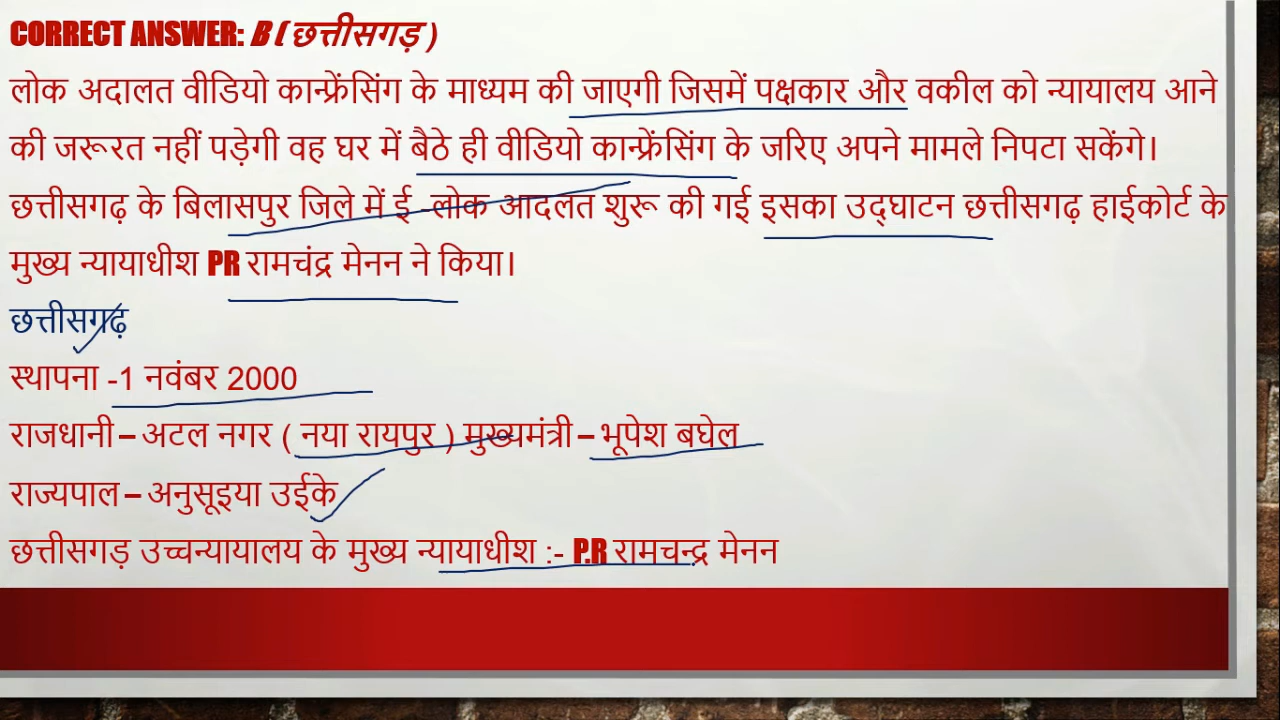 CORRECT ANSWER: B ( छत्तीसगड़ )
लोक अदालत वीडियो कान्फ्रेंसिंग के माध्यम की जाएगी जिसमें पक्षकार और वकील को न्यायालय आने
की जरूरत नहीं पड़ेगी वह घर में बैठे ही वीडियो कान्फ्रेंसिंग के जरिए अपने मामले निपटा सकेंगे।
छत्तीसगढ़ के बिलासपुर जिले में ई -लोक आदलत शुरू की गई इसका उद्घाटन छत्तीसगढ़ हाईकोर्ट के
मुख्य न्यायाधीश PR रामचंद्र मेनन ने किया।
छत्तीसगढ़
स्थापना -1 नवंबर 2000
राजधानी – अटल नगर ( नया रायपुर ) मुख्यमंत्री – भूपेश बघेल
राज्यपाल – अनुसूइया उईके
छत्तीसगड़ उच्चन्यायालय के मुख्य न्यायाधीश :- P.R रामचन्द्र मेनन